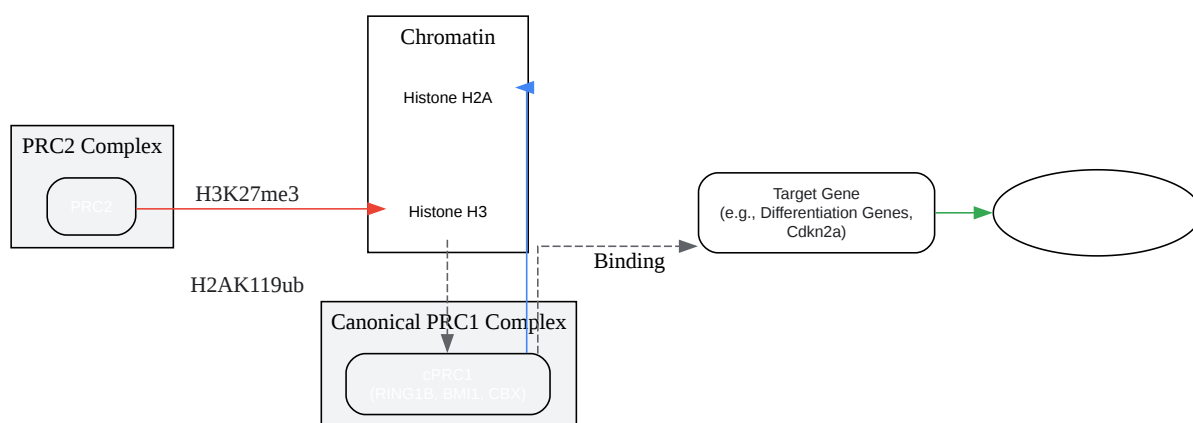 Chromatin
Histone H2A
PRC2 Complex
PRC2
H3K27me3
Histone H3
Target Gene
(e.g., Differentiation Genes,
Cdkn2a)
Binding
H2AK119ub
Canonical PRC1 Complex
cPRC1
(RING1B, BMI1, CBX)